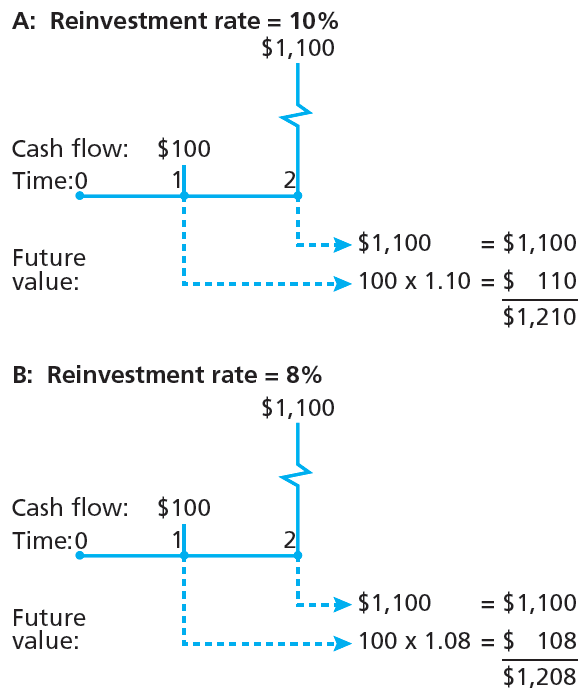 A: Reinvestment rate = 10%
$1,100
Cash flow: $100
Time:0 1 2
$1,100 = $1,100
Future
value:
100 x 1.10 = $ 110
$1,210
B: Reinvestment rate = 8%
$1,100
Cash flow: $100
Time:0 1 2
$1,100 = $1,100
Future
value:
100 x 1.08 = $ 108
$1,208